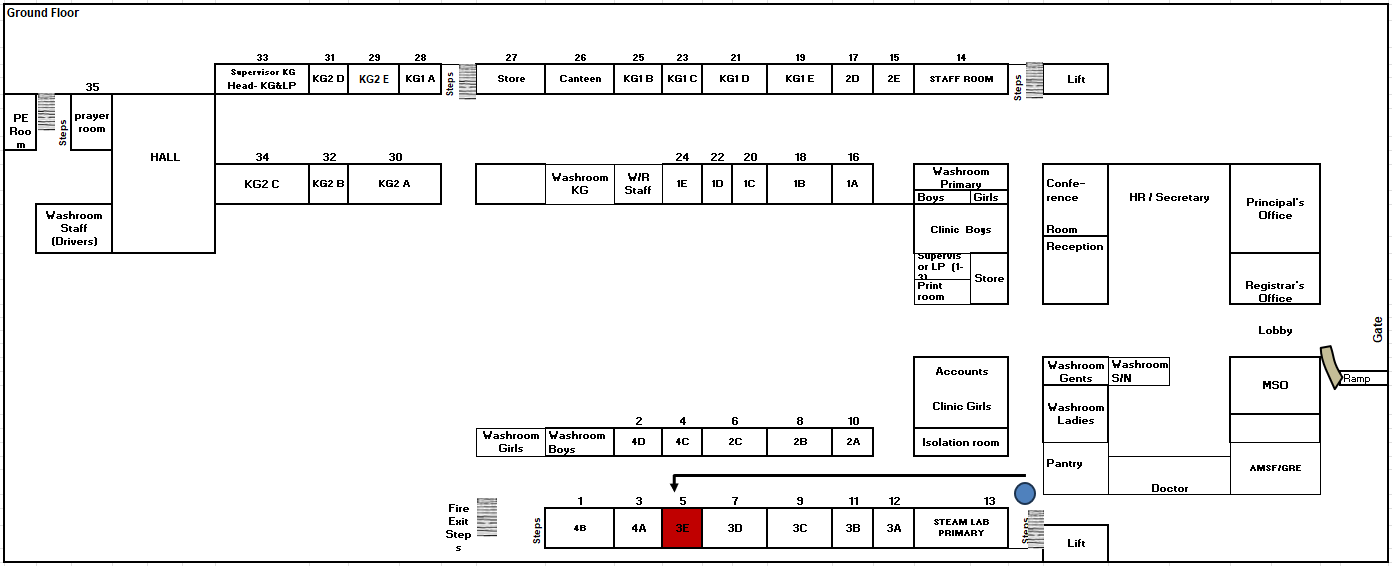 Ground Floor
33 31 29 28 27 26 25 23 21 19 17 15 14
Supervisor KG
Head- KG&LP
KG2 D
KG2 E
KG1 A
Steps
Store
Canteen
KG1 B
KG1 C
KG1 D
KG1 E
2D
2E
STAFF ROOM
Steps
Lift
35
PE
Roo
m
Steps
prayer
room
HALL
34 32 30 24 22 20 18 16
KG2 C
KG2 B
KG2 A
Washroom
KG
W/R
Staff
1E
1D
1C
1B
1A
Washroom
Primary
Boys
Girls
Clinic Boys
Supervis
or LP (1-
3)
Print
room
Store
Confe-
rence
Room
Reception
HR / Secretary
Principal's
Office
Registrar's
Office
Washroom
Staff
(Drivers)
Lobby
Gate
Ramp
Accounts
Clinic Girls
Isolation room
Washroom
Gents
Washroom
S/N
Washroom
Ladies
Pantry
Doctor
MSO
AMSF/GRE
2 4 6 8 10
Washroom
Girls
Washroom
Boys
4D
4C
2C
2B
2A
1 3 5 7 9 11 12 13
Fire
Exit
Step
s
Steps
4B
4A
3E
3D
3C
3B
3A
STEAM LAB
PRIMARY
Steps
Lift